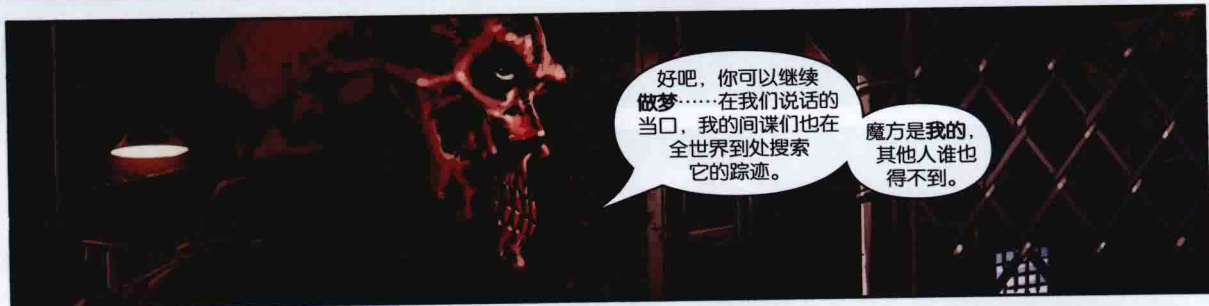 好吧，你可以继续
做梦……在我们说话的
当口，我的间谍们也在
全世界到处搜索
它的踪迹。
魔方是我的，
其他人谁也
得不到。